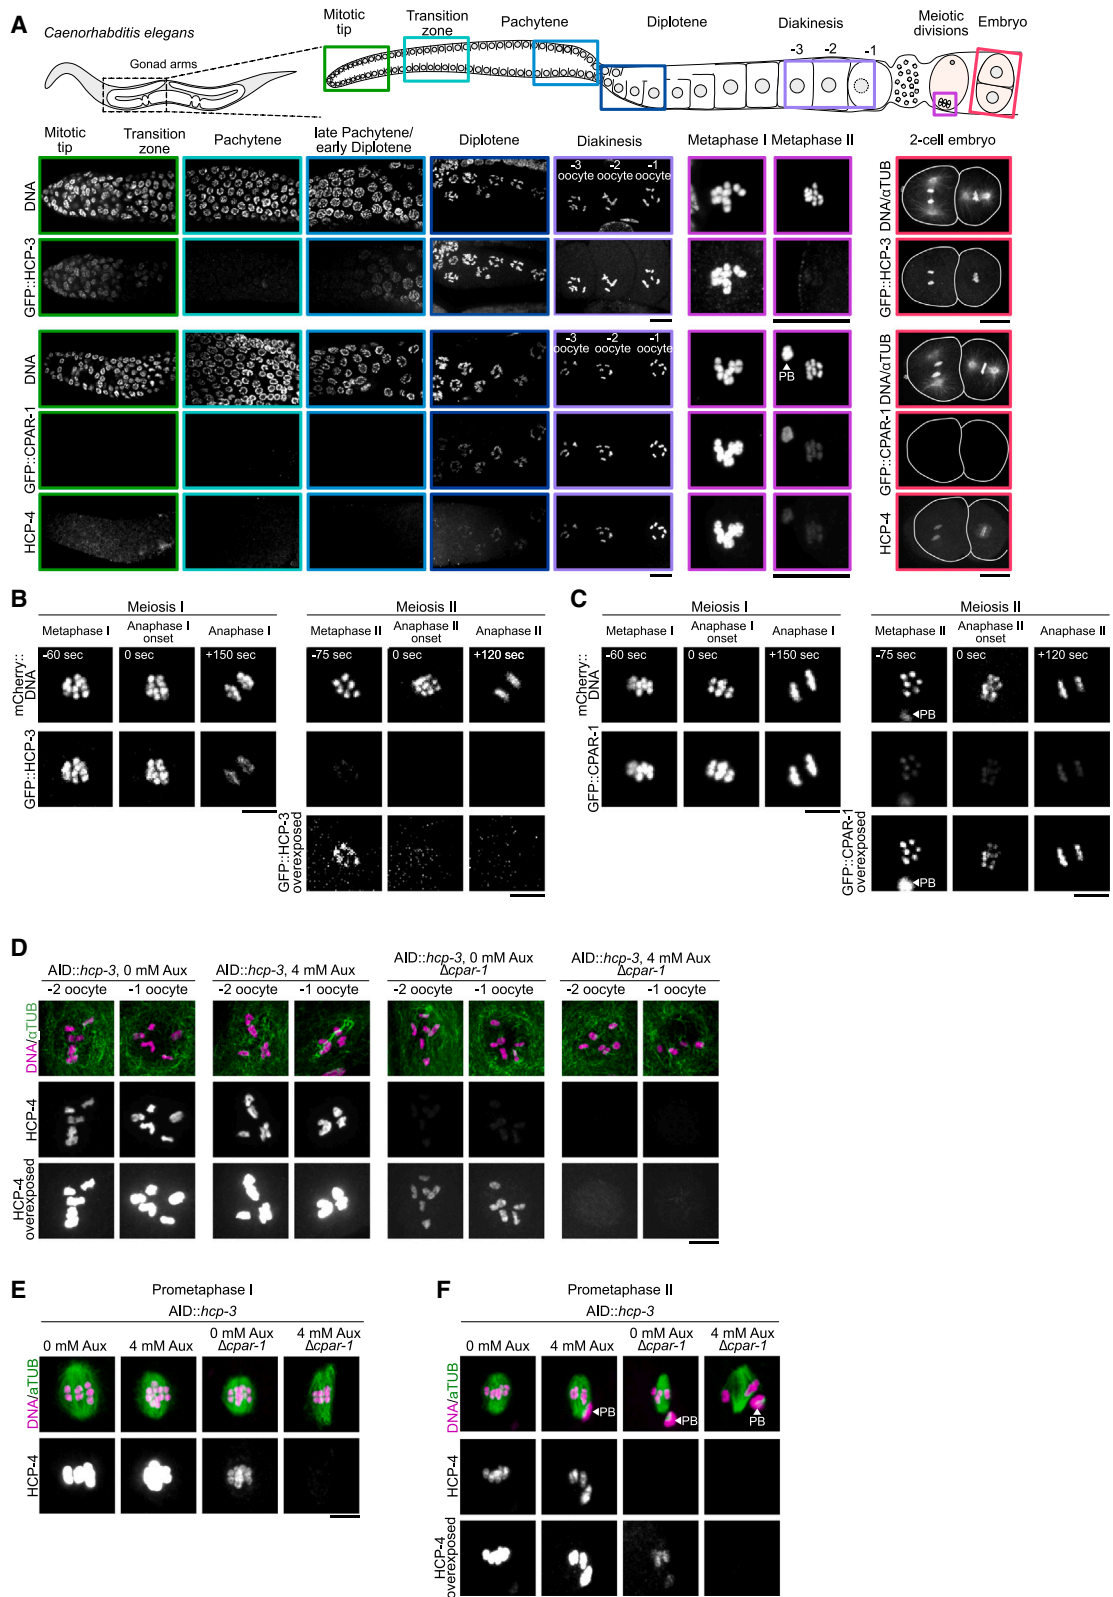 A
Caenorhabditis elegans
Gonad arms
Mitotic tip
Transition zone
Pachytene
Diplotene
Diakinesis
-3 -2 -1
Meiotic divisions
Embryo
Mitotic tip
Transition zone
Pachytene
late Pachytene/ early Diplotene
Diplotene
Diakinesis
Metaphase I
Metaphase II
2-cell embryo
-3 oocyte
-2 oocyte
-1 oocyte
DNA
DNA/αTUB
GFP::HCP-3
GFP::HCP-3
-3 oocyte
-2 oocyte
-1 oocyte
PB
DNA
DNA/αTUB
GFP::CPAR-1
GFP::CPAR-1
HCP-4
HCP-4
B
Meiosis I
Meiosis II
Metaphase I
Anaphase I onset
Anaphase I
Metaphase II
Anaphase II onset
Anaphase II
-60 sec
0 sec
+150 sec
-75 sec
0 sec
+120 sec
mCherry:: DNA
GFP::HCP-3
GFP::HCP-3 overexposed
C
Meiosis I
Meiosis II
Metaphase I
Anaphase I onset
Anaphase I
Metaphase II
Anaphase II onset
Anaphase II
-60 sec
0 sec
+150 sec
-75 sec
0 sec
+120 sec
PB
mCherry:: DNA
GFP::CPAR-1
GFP::CPAR-1 overexposed
PB
D
AID::hcp-3, 0 mM Aux
AID::hcp-3, 4 mM Aux
AID::hcp-3, 0 mM Aux
Δcpar-1
AID::hcp-3, 4 mM Aux
Δcpar-1
-2 oocyte
-1 oocyte
-2 oocyte
-1 oocyte
-2 oocyte
-1 oocyte
-2 oocyte
-1 oocyte
DNA/αTUB
HCP-4
HCP-4 overexposed
E
Prometaphase I
AID::hcp-3
0 mM Aux
4 mM Aux
0 mM Aux
Δcpar-1
4 mM Aux
Δcpar-1
DNA/αTUB
HCP-4
F
Prometaphase II
AID::hcp-3
0 mM Aux
4 mM Aux
0 mM Aux
Δcpar-1
4 mM Aux
Δcpar-1
PB
PB
PB
DNA/αTUB
HCP-4
HCP-4 overexposed